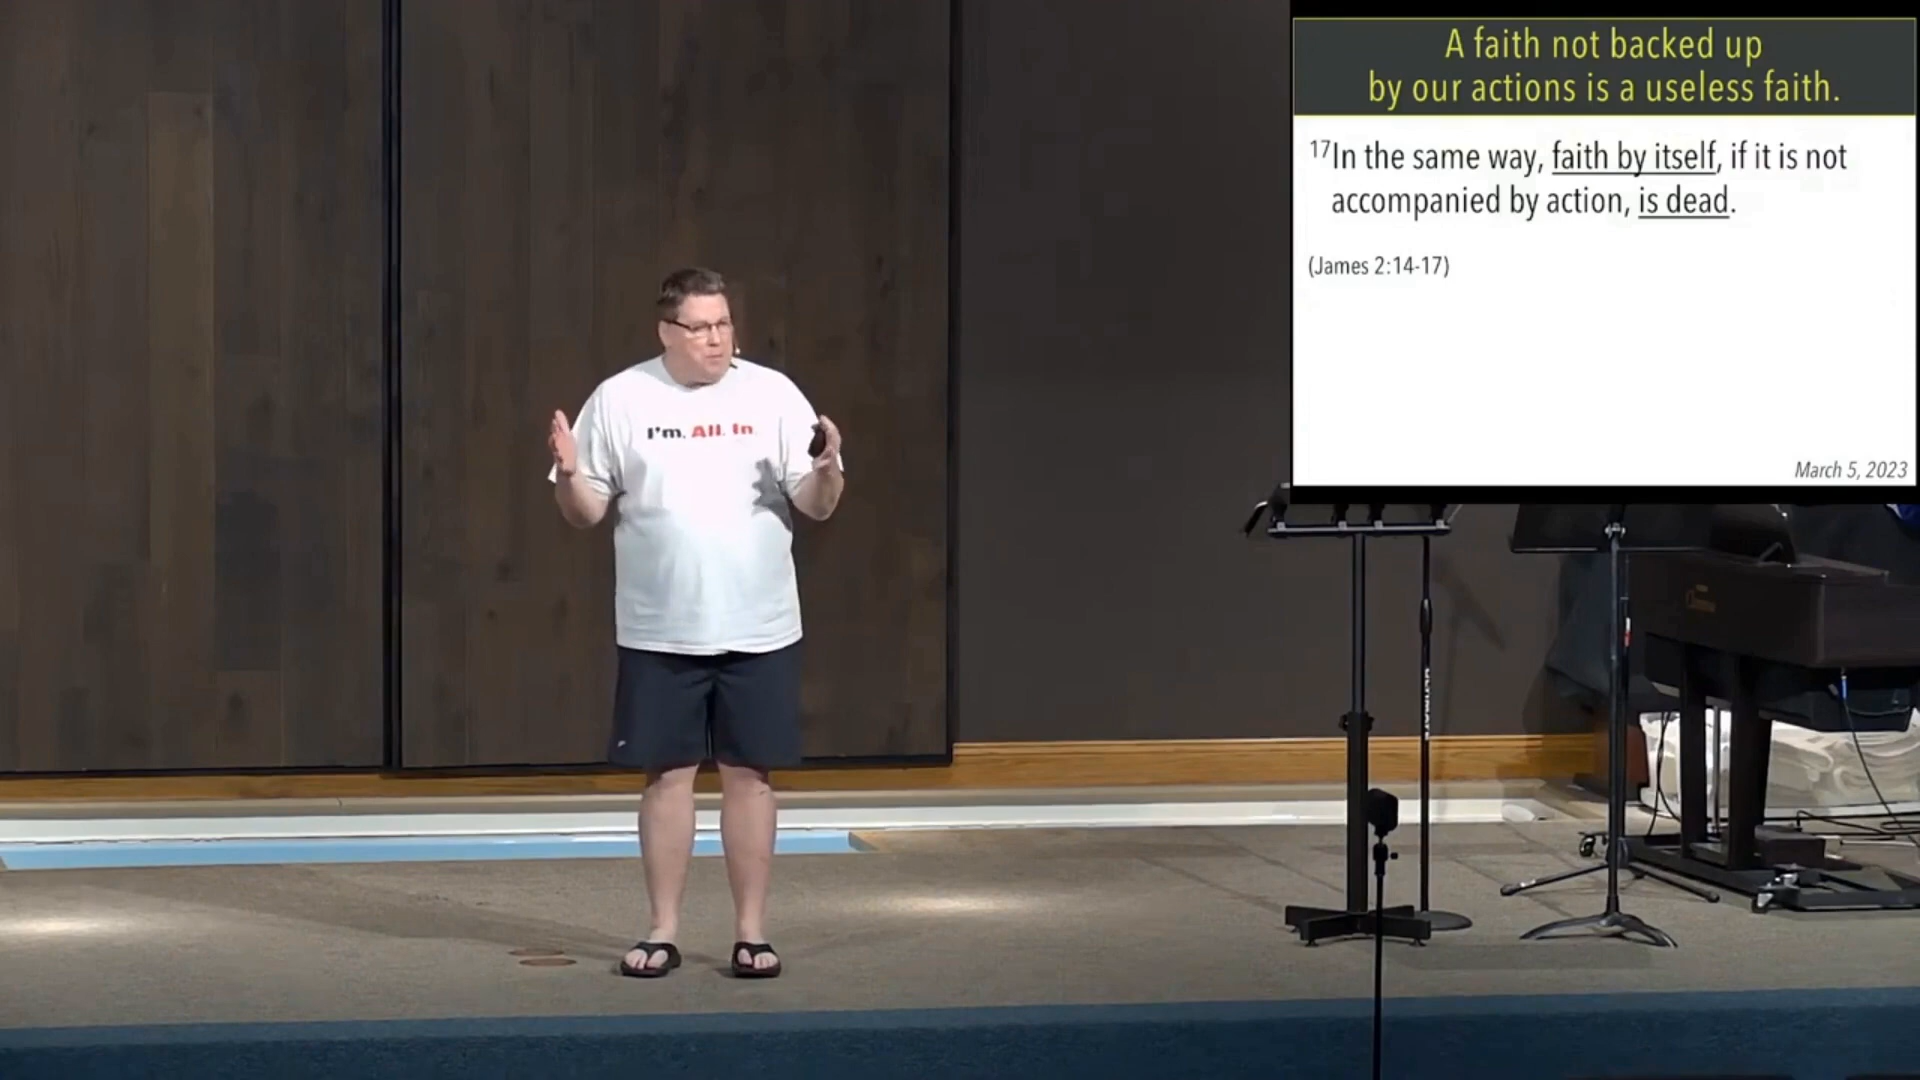 A faith not backed up
by our actions is a useless faith.
17In the same way, faith by itself, if it is not
accompanied by action, is dead.
(James 2:14-17)
March 5, 2023
I'm. All. In.